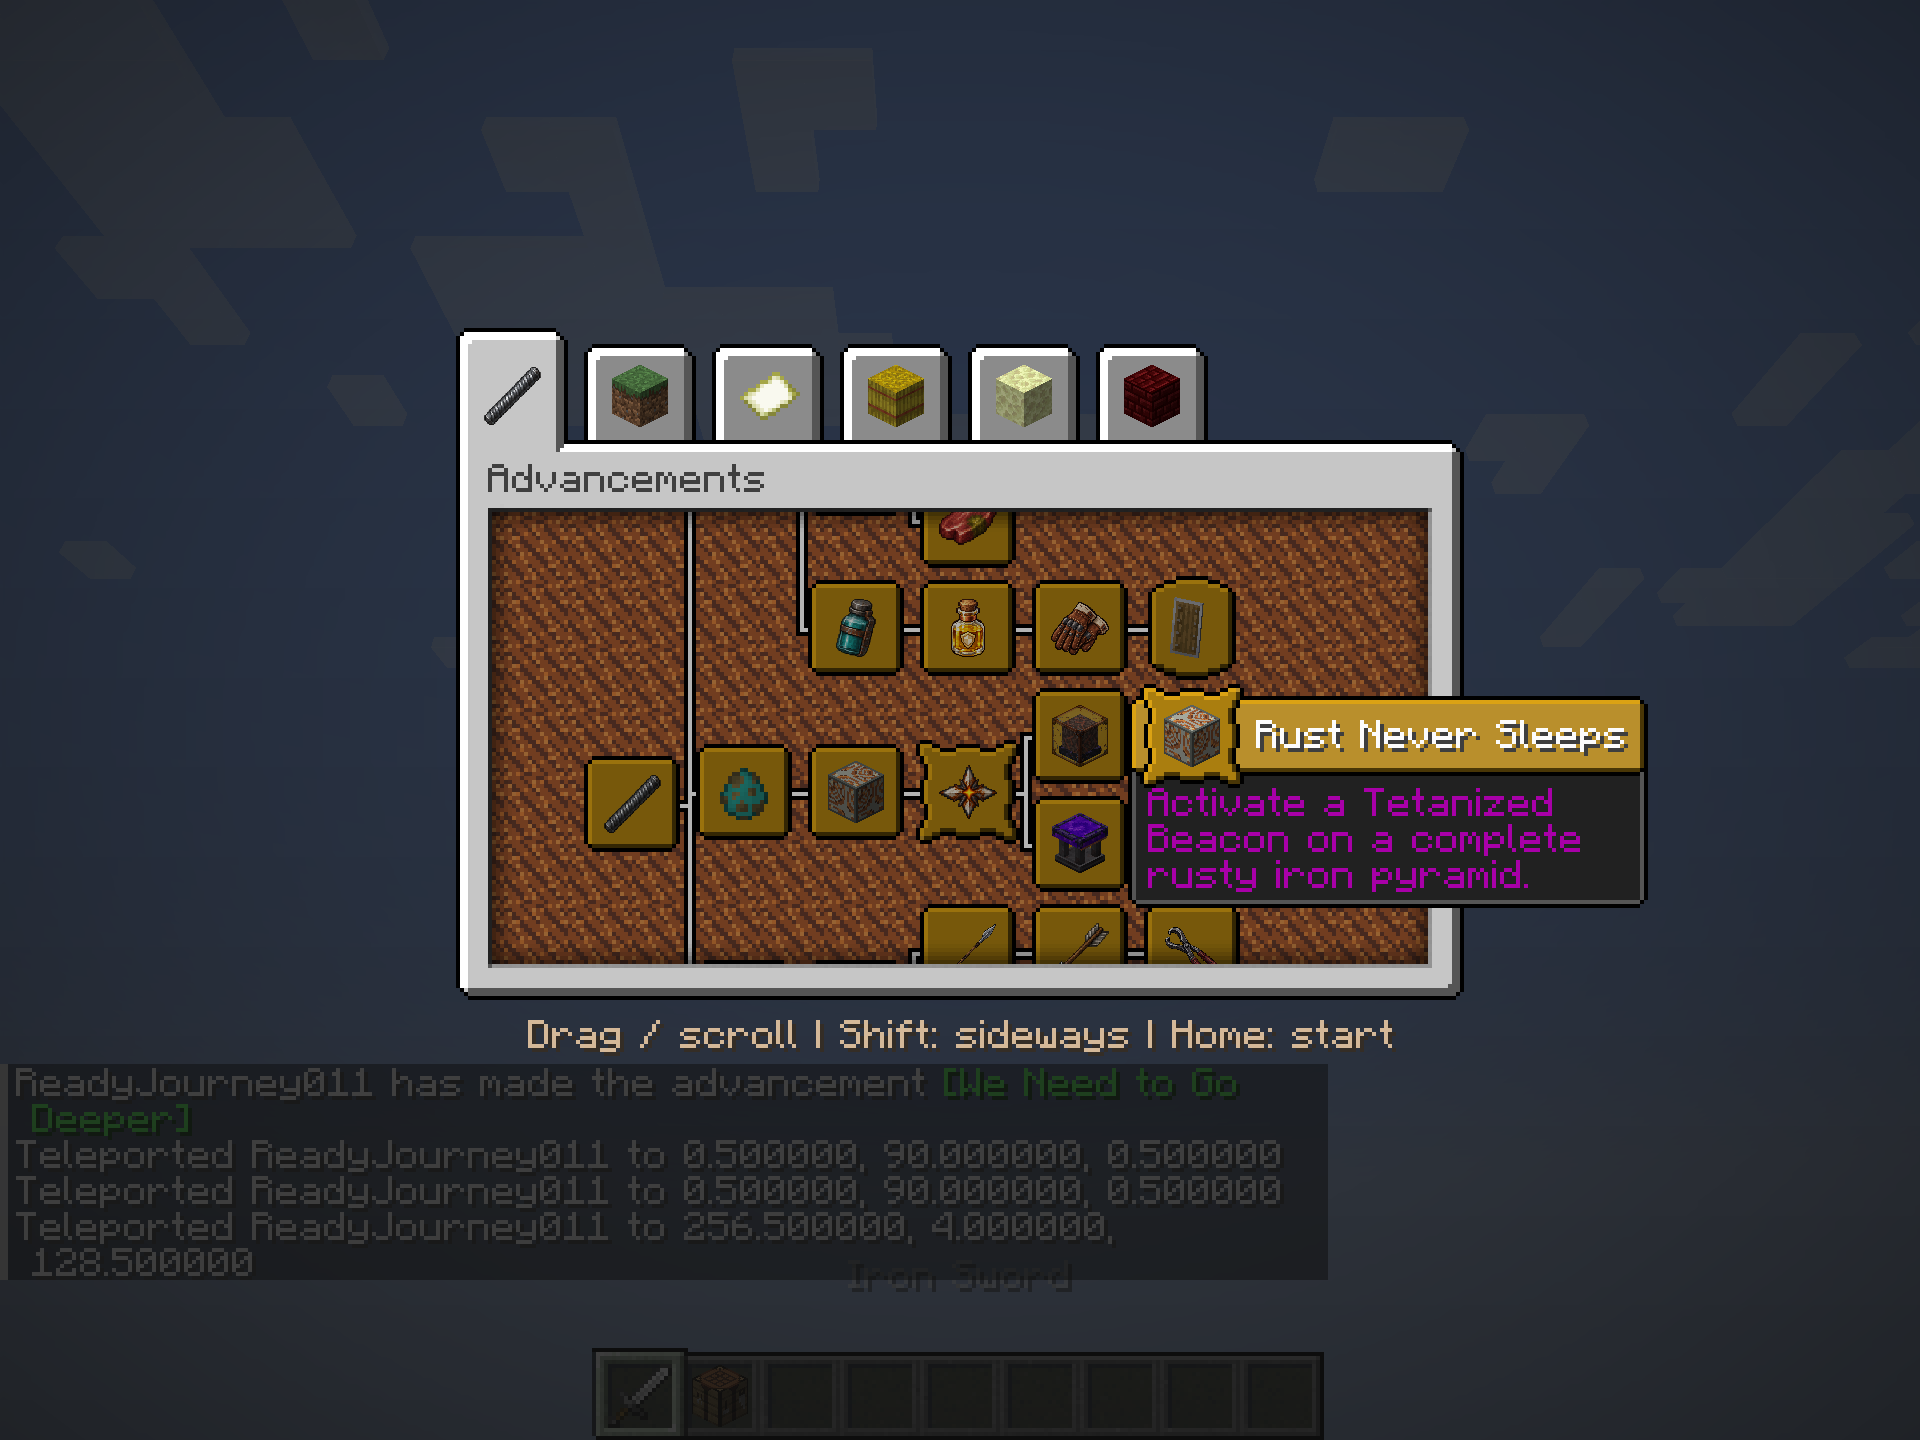 Advancements
Rust Never Sleeps
Activate a Tetanized
Beacon on a complete
rusty iron pyramid.
Drag / scroll | Shift: sideways | Home: start
ReadyJourney011 has made the advancement [We Need to Go
Deeper]
Teleported ReadyJourney011 to 0.500000, 90.000000, 0.500000
Teleported ReadyJourney011 to 0.500000, 90.000000, 0.500000
Teleported ReadyJourney011 to 256.500000, 4.000000,
128.500000
Iron Sword